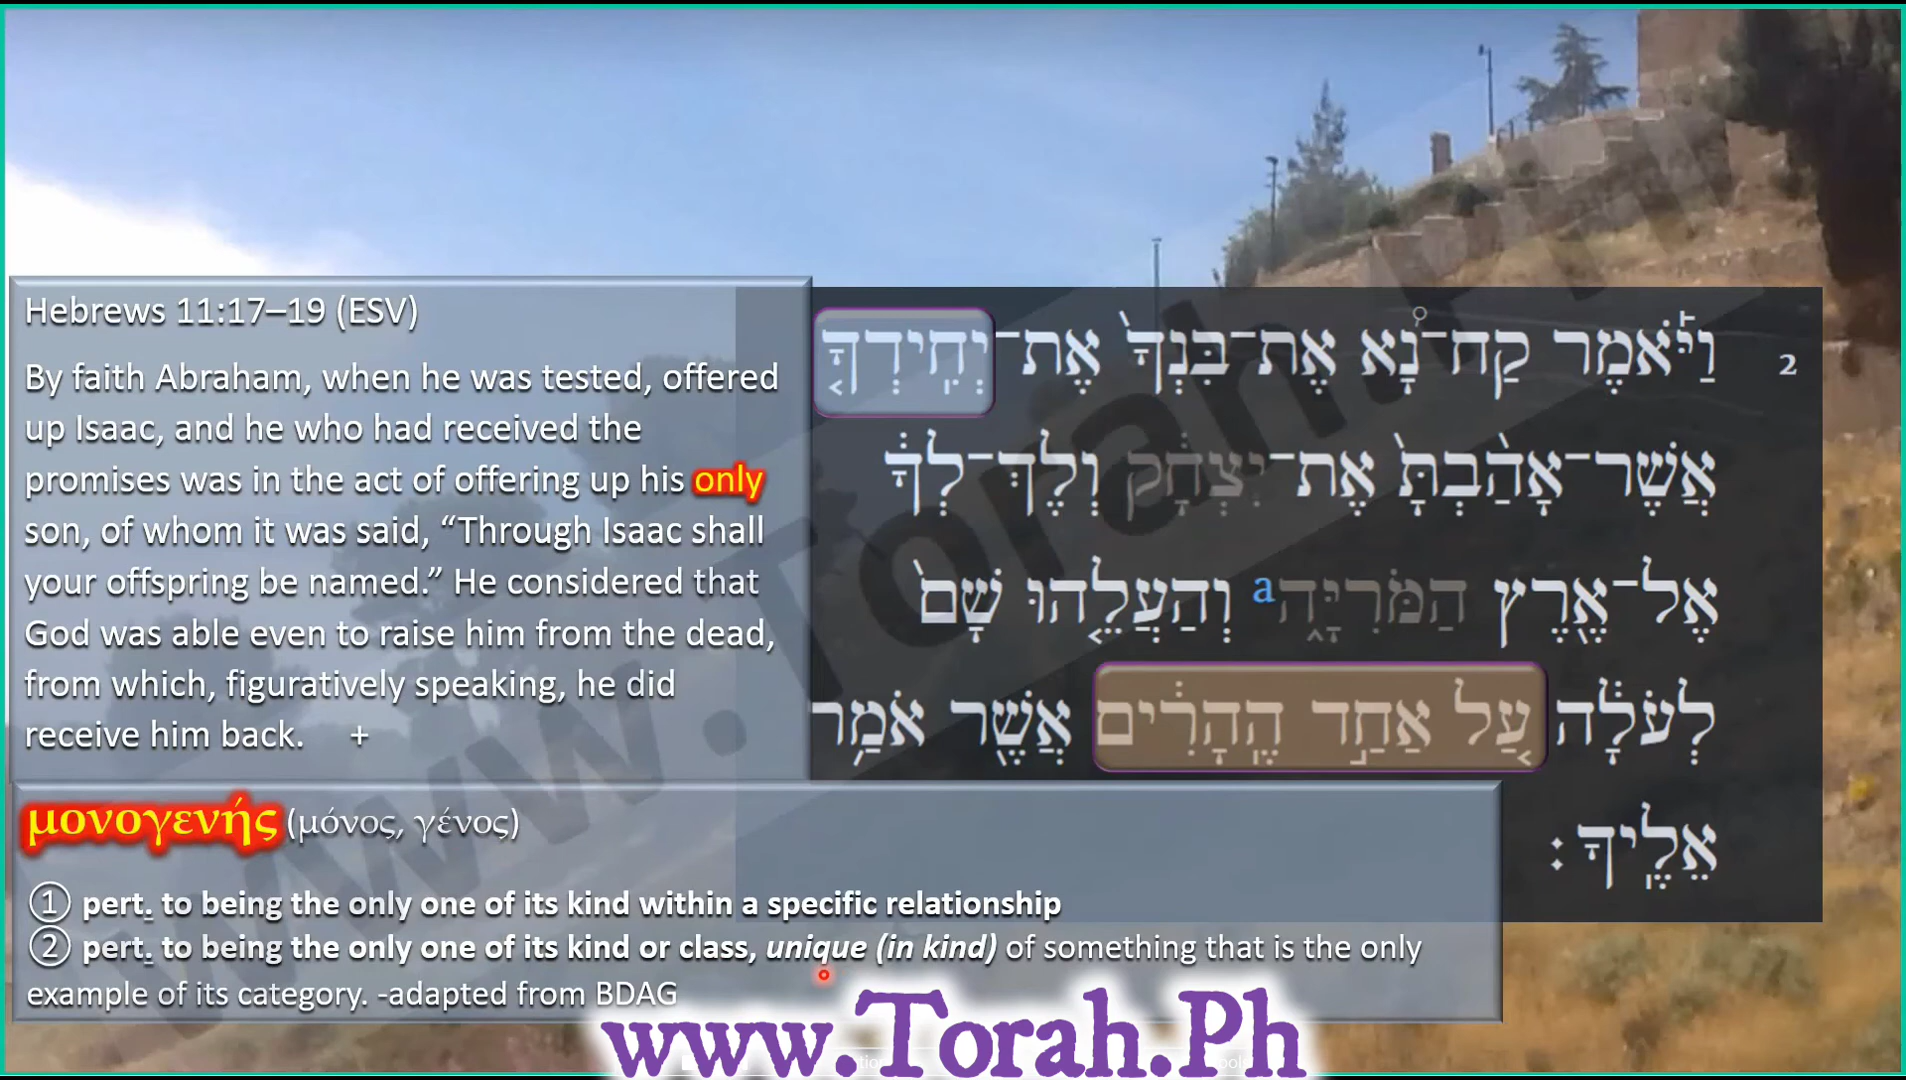 Hebrews 11:17–19 (ESV)
By faith Abraham, when he was tested, offered
up Isaac, and he who had received the
promises was in the act of offering up his only
son, of whom it was said, “Through Isaac shall
your offspring be named.” He considered that
God was able even to raise him from the dead,
from which, figuratively speaking, he did
receive him back. +
2 וַיֹּ֡אמֶר קַח־נָ֠א אֶת־בִּנְךָ֨ אֶת־יְחִֽידְךָ֤
אֲשֶׁר־אָהַ֙בְתָּ֙ אֶת־יִצְחָ֔ק וְלֶךְ־לְךָ֔
אֶל־אֶ֖רֶץ הַמֹּרִיָּ֑ה a וְהַעֲלֵ֤הוּ שָׁם֙
לְעֹלָ֔ה עַ֚ל אַחַ֣ד הֶֽהָרִ֔ים אֲשֶׁ֖ר אֹמַ֥ר
אֵלֶֽיךָ׃
μονογενής (μόνος, γένος)
① pert. to being the only one of its kind within a specific relationship
② pert. to being the only one of its kind or class, unique (in kind) of something that is the only
example of its category. -adapted from BDAG
www.Torah.Ph
www.Torah.Ph